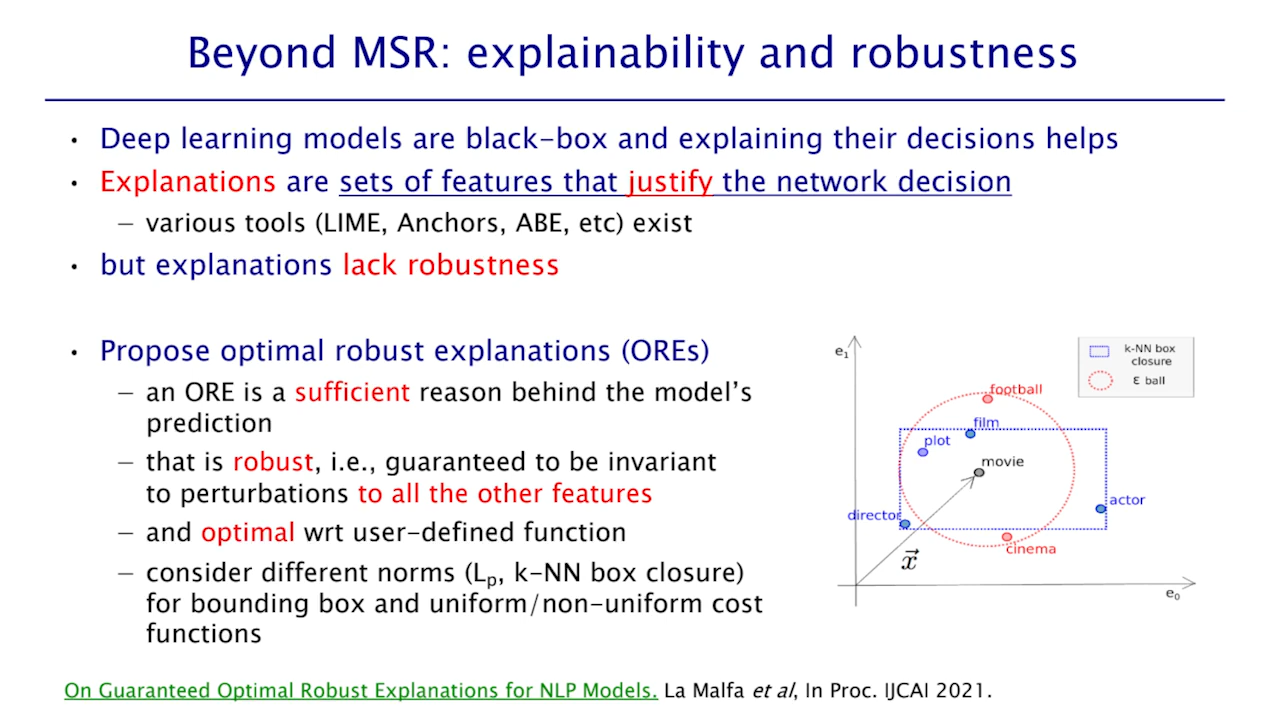 Beyond MSR: explainability and robustness
• Deep learning models are black-box and explaining their decisions helps
• Explanations are sets of features that justify the network decision
– various tools (LIME, Anchors, ABE, etc) exist
• but explanations lack robustness
• Propose optimal robust explanations (OREs)
– an ORE is a sufficient reason behind the model's
prediction
– that is robust, i.e., guaranteed to be invariant
to perturbations to all the other features
– and optimal wrt user-defined function
– consider different norms (Lp, k-NN box closure)
for bounding box and uniform/non-uniform cost
functions
e1
k-NN box
closure
ε ball
football
film
plot
movie
actor
director
cinema
x⃗
e0
On Guaranteed Optimal Robust Explanations for NLP Models. La Malfa et al, In Proc. IJCAI 2021.